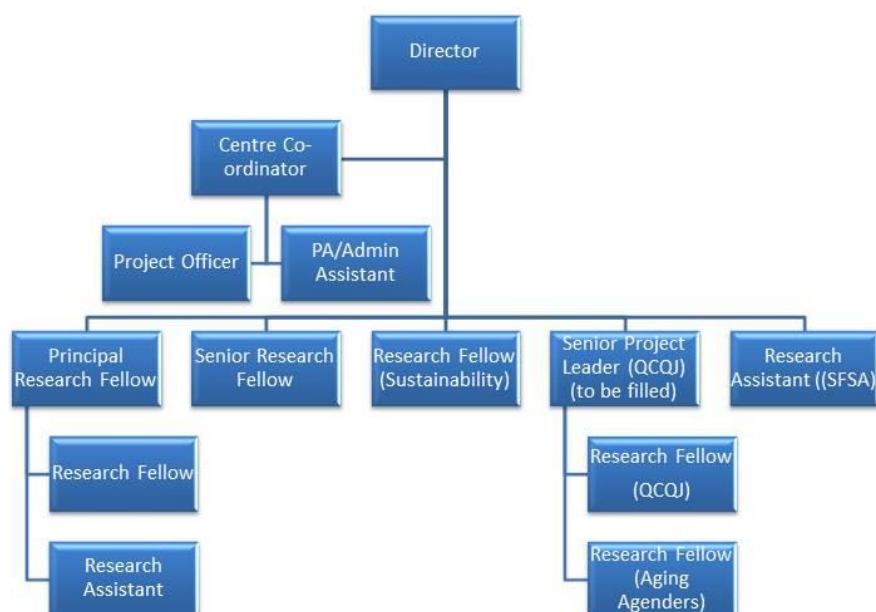 Director
Centre Co-
ordinator
Project Officer
PA/Admin
Assistant
Principal
Research Fellow
Senior Research
Fellow
Research Fellow
(Sustainability)
Senior Project
Leader (QCQJ)
(to be filled)
Research
Assistant ((SFSA)
Research Fellow
Research
Assistant
Research Fellow
(QCQJ)
Research Fellow
(Aging
Agenders)